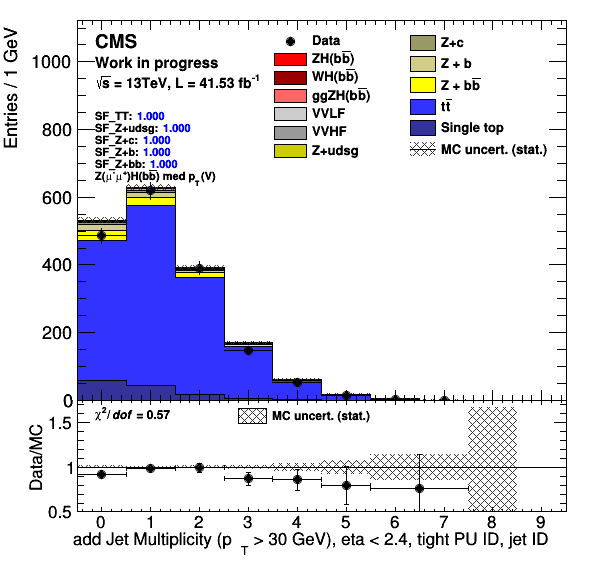 CMS
Work in progress
√s = 13TeV, L = 41.53 fb⁻¹
SF_TT: 1.000
SF_Z+udsg: 1.000
SF_Z+c: 1.000
SF_Z+b: 1.000
SF_Z+bb: 1.000
Z(μ⁻μ⁺)H(bb̅) med p_T(V)
Data
ZH(bb̅)
WH(bb̅)
ggZH(bb̅)
VVLF
VVHF
Z+udsg
Z+c
Z + b
Z + bb̅
tt̅
Single top
MC uncert. (stat.)
Entries / 1 GeV
1000
800
600
400
200
0
χ²/dof = 0.57
MC uncert. (stat.)
Data/MC
1.5
1
0.5
0 1 2 3 4 5 6 7 8 9
add Jet Multiplicity (p_T > 30 GeV), eta < 2.4, tight PU ID, jet ID